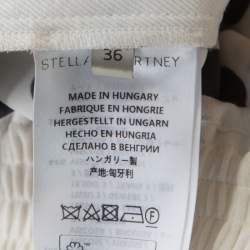 36
STELLA McCARTNEY
MADE IN HUNGARY
FABRIQUE EN HONGRIE
HERGESTELLT IN UNGARN
HECHO EN HUNGRIA
СДЕЛАНО В ВЕНГРИИ
ハンガリー製
产地:匈牙利